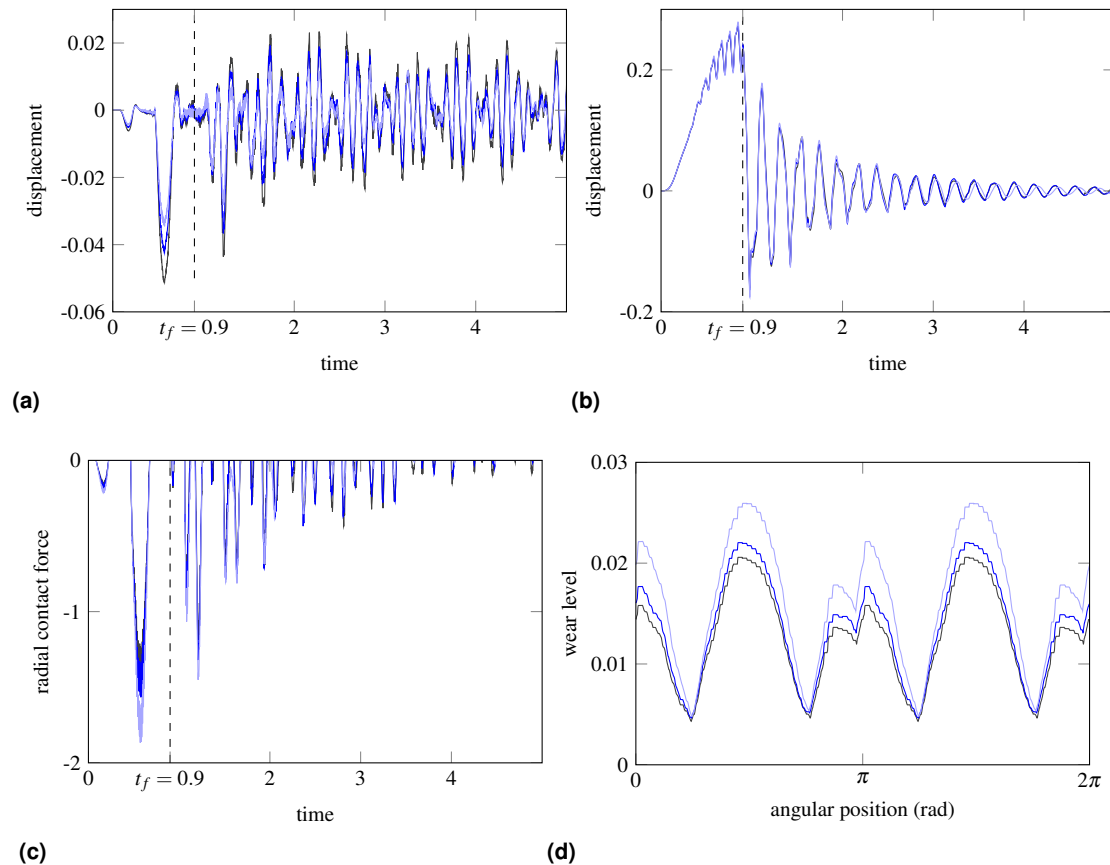 0.02
0
-0.02
-0.04
-0.06
displacement
0
t_f = 0.9
2
3
4
time
(a)
0.2
0
-0.2
displacement
0
t_f = 0.9
2
3
4
time
(b)
0
-1
-2
radial contact force
0
t_f = 0.9
2
3
4
time
(c)
0.03
0.02
0.01
0
wear level
0
π
2π
angular position (rad)
(d)